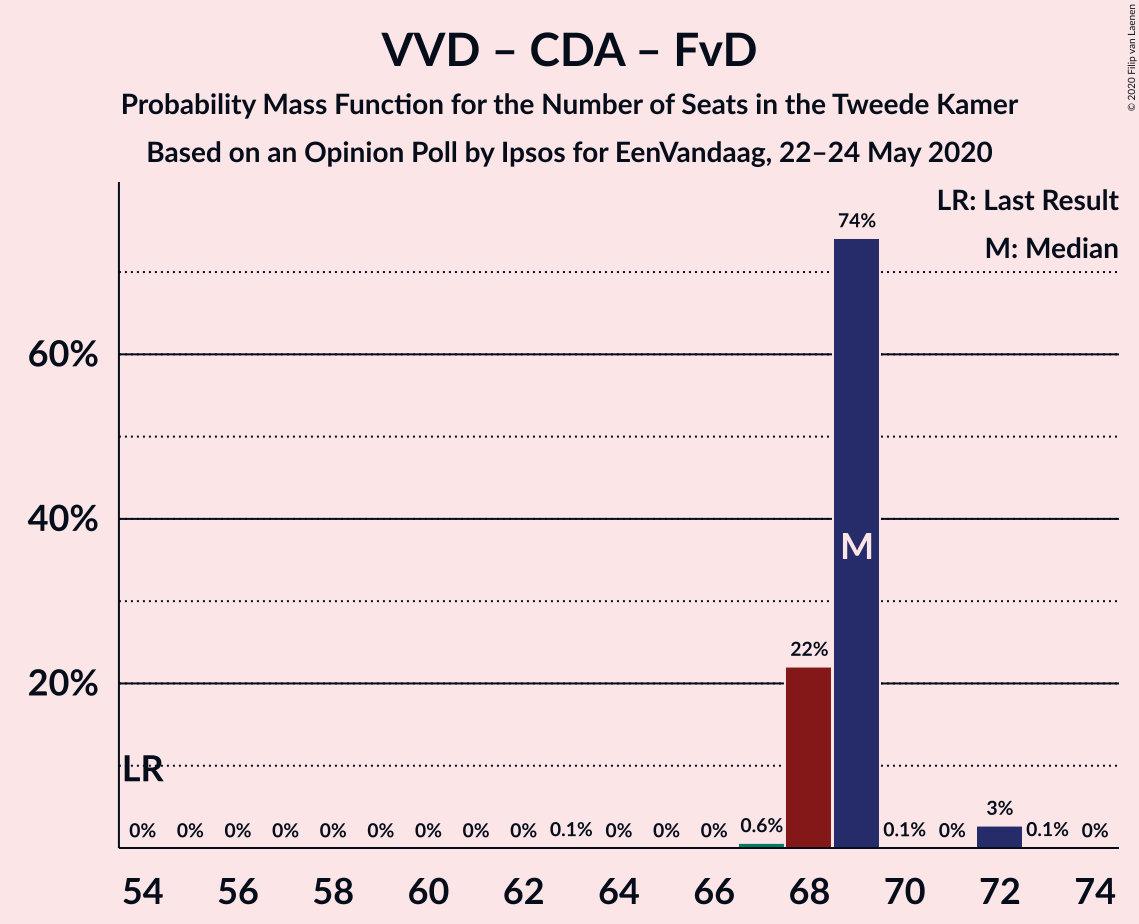 VVD – CDA – FvD
Probability Mass Function for the Number of Seats in the Tweede Kamer
Based on an Opinion Poll by Ipsos for EenVandaag, 22–24 May 2020
© 2020 Filip van Laenen
LR: Last Result
M: Median
74%
60%
40%
M
22%
20%
LR
0% 0% 0% 0% 0% 0% 0% 0% 0% 0.1% 0% 0% 0% 0.6% 0.1% 0% 3% 0.1% 0%
54 56 58 60 62 64 66 68 70 72 74